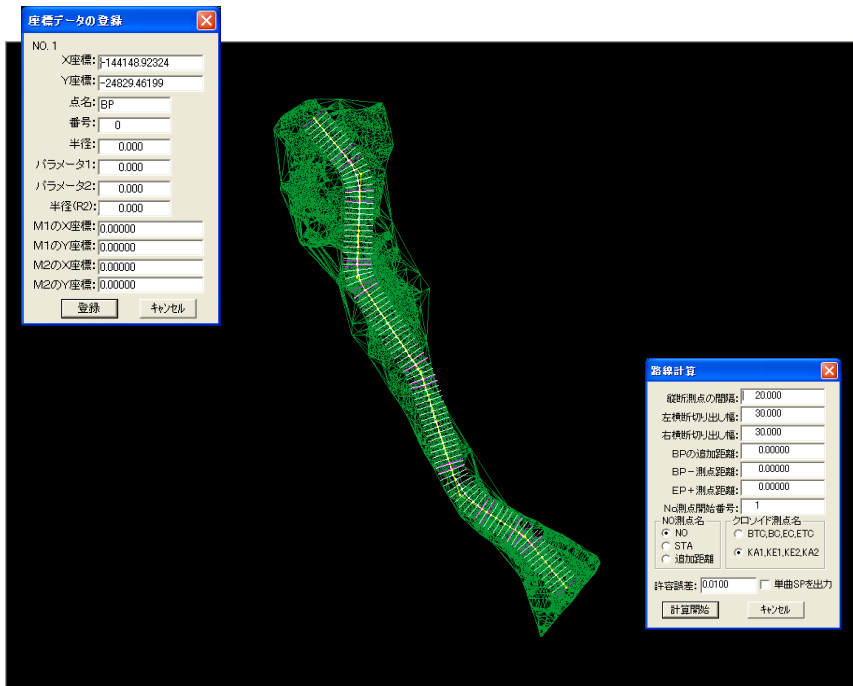 座標データの登録
NO. 1
X座標: -144148.92324
Y座標: -24829.46199
点名: BP
番号: 0
半径: 0.000
パラメータ1: 0.000
パラメータ2: 0.000
半径(R2): 0.000
M1のX座標: 0.00000
M1のY座標: 0.00000
M2のX座標: 0.00000
M2のY座標: 0.00000
登録 キャンセル
路線計算
縦断測点の間隔: 20.000
左横断切り出し幅: 30.000
右横断切り出し幅: 30.000
BPの追加距離: 0.00000
BP-測点距離: 0.00000
EP+測点距離: 0.00000
No測点開始番号: 1
NO測点名 クロソイド測点名
NO BTC,BC,EC,ETC
STA
追加距離 KA1,KE1,KE2,KA2
許容誤差: 0.0100 単曲SPを出力
計算開始 キャンセル